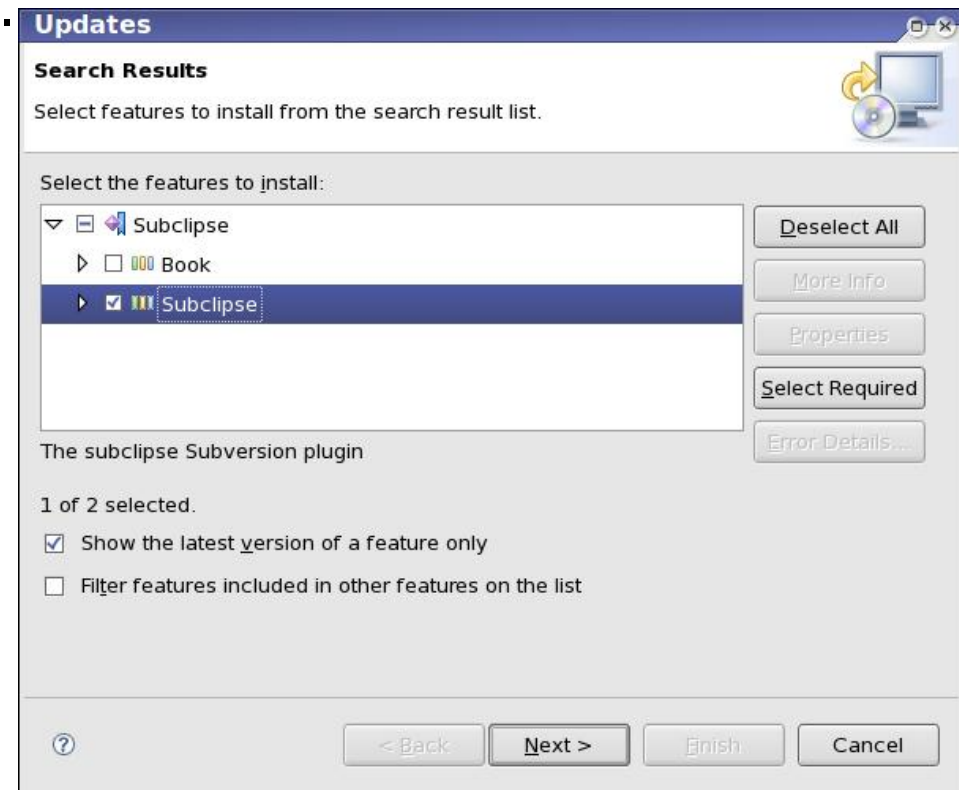 Updates
Search Results
Select features to install from the search result list.
Select the features to install:
Subclipse
Book
Subclipse
Deselect All
More Info
Properties
Select Required
Error Details...
The subclipse Subversion plugin
1 of 2 selected.
Show the latest version of a feature only
Filter features included in other features on the list
< Back
Next >
Finish
Cancel